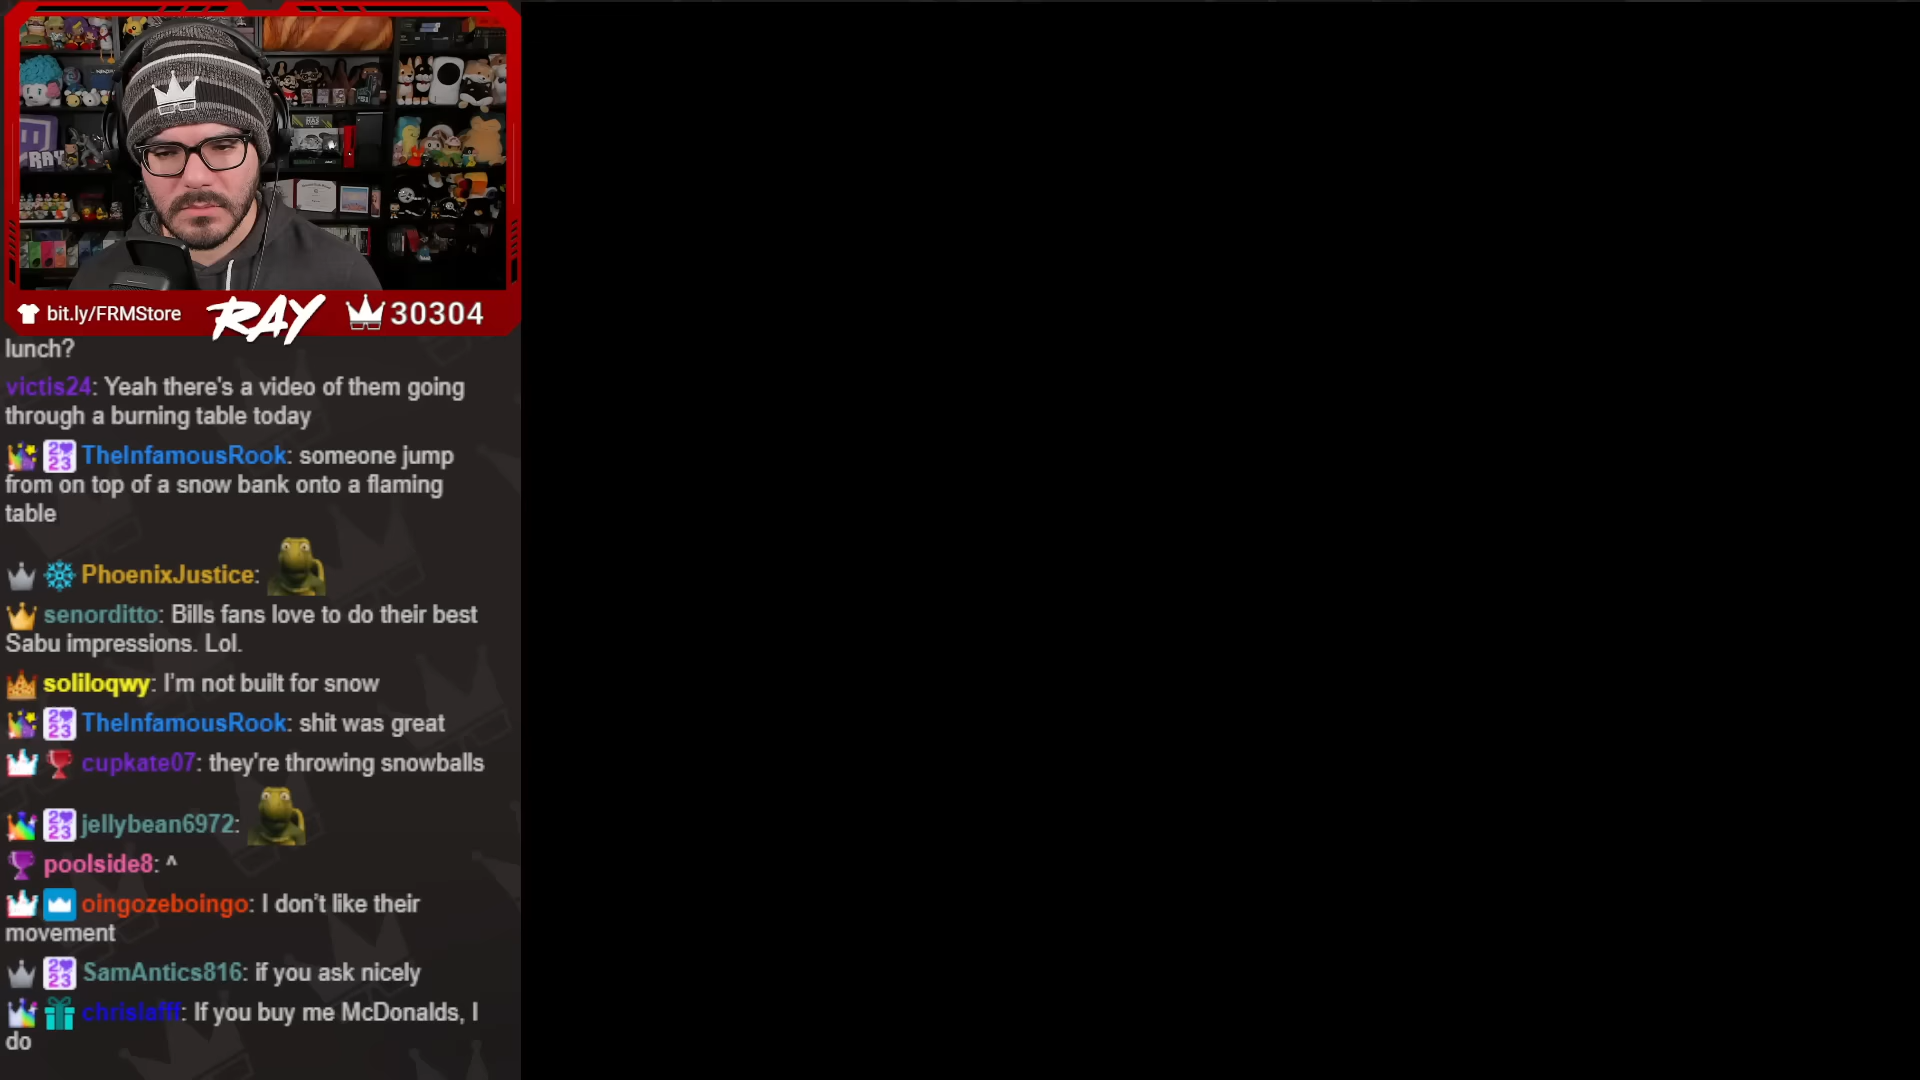 RAY
bit.ly/FRMStore RAY 30304
lunch?
victis24: Yeah there's a video of them going
through a burning table today
TheInfamousRook: someone jump
from on top of a snow bank onto a flaming
table
PhoenixJustice:
senorditto: Bills fans love to do their best
Sabu impressions. Lol.
soliloqwy: I'm not built for snow
TheInfamousRook: shit was great
cupkate07: they're throwing snowballs
jellybean6972:
poolside8: ^
oingozeboingo: I don't like their
movement
SamAntics816: if you ask nicely
chrislafff: If you buy me McDonalds, I
do